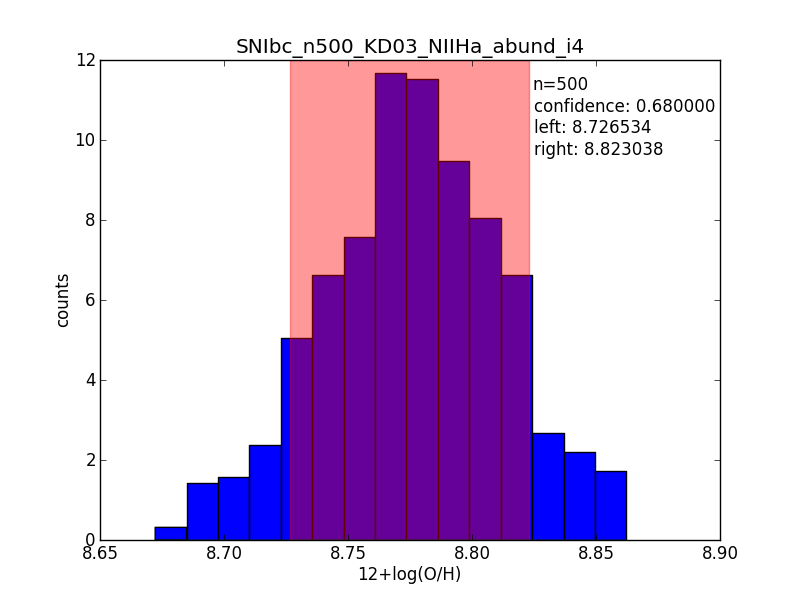 SNIbc_n500_KD03_NIIHa_abund_i4
12
10
8
6
4
2
0
counts
n=500
confidence: 0.680000
left: 8.726534
right: 8.823038
8.65 8.70 8.75 8.80 8.85 8.90
12+log(O/H)